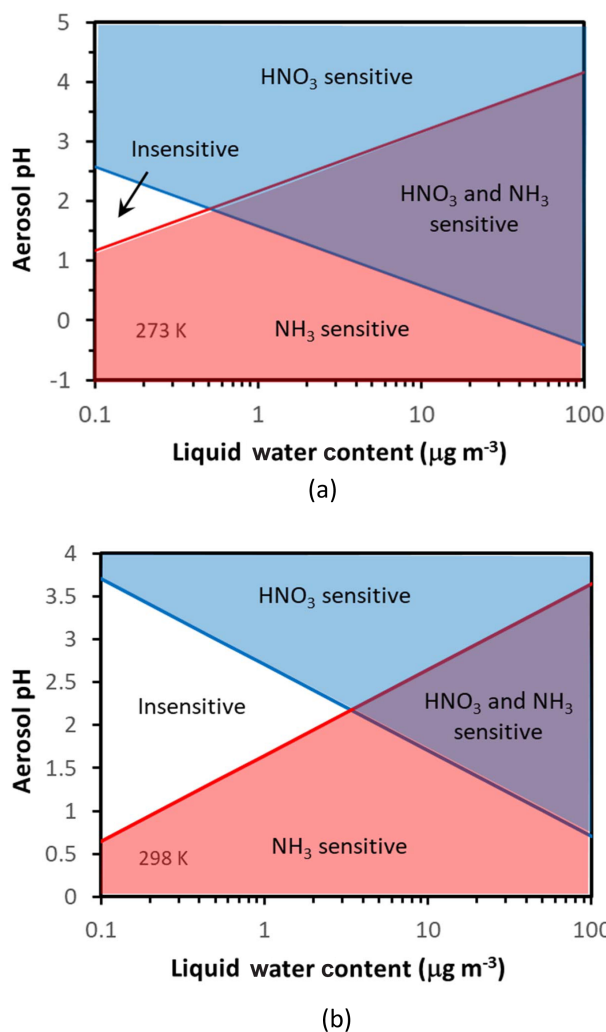 5
4
3
2
1
0
-1
Aerosol pH
HNO₃ sensitive
Insensitive
HNO₃ and NH₃
sensitive
273 K
NH₃ sensitive
0.1 1 10 100
Liquid water content (μg m⁻³)
(a)
4
3.5
3
2.5
2
1.5
1
0.5
0
Aerosol pH
HNO₃ sensitive
Insensitive
HNO₃ and NH₃
sensitive
NH₃ sensitive
298 K
0.1 1 10 100
Liquid water content (μg m⁻³)
(b)